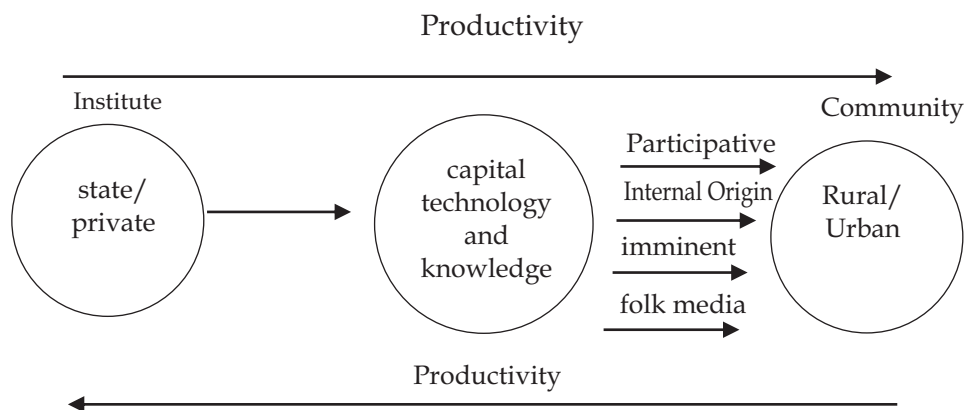 Productivity
Institute
Community
state/
private
capital
technology
and
knowledge
Participative
Internal Origin
imminent
folk media
Rural/
Urban
Productivity